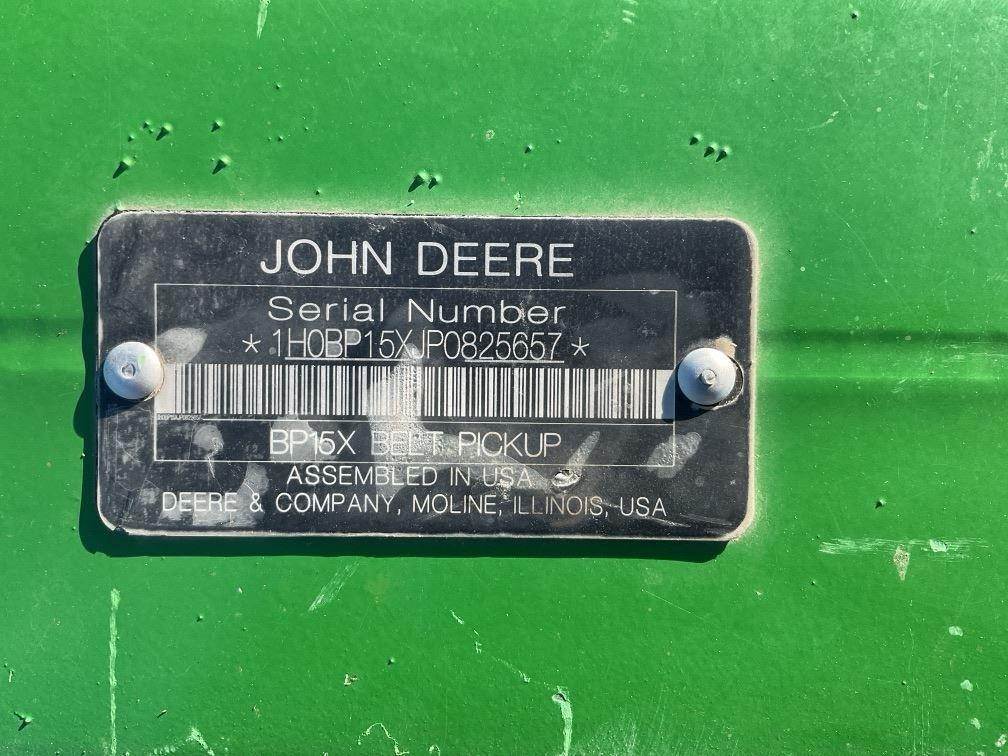 JOHN DEERE
Serial Number
*1H0BP15XJP0825657*
BP15X BELT PICKUP
ASSEMBLED IN USA
DEERE & COMPANY, MOLINE, ILLINOIS, USA